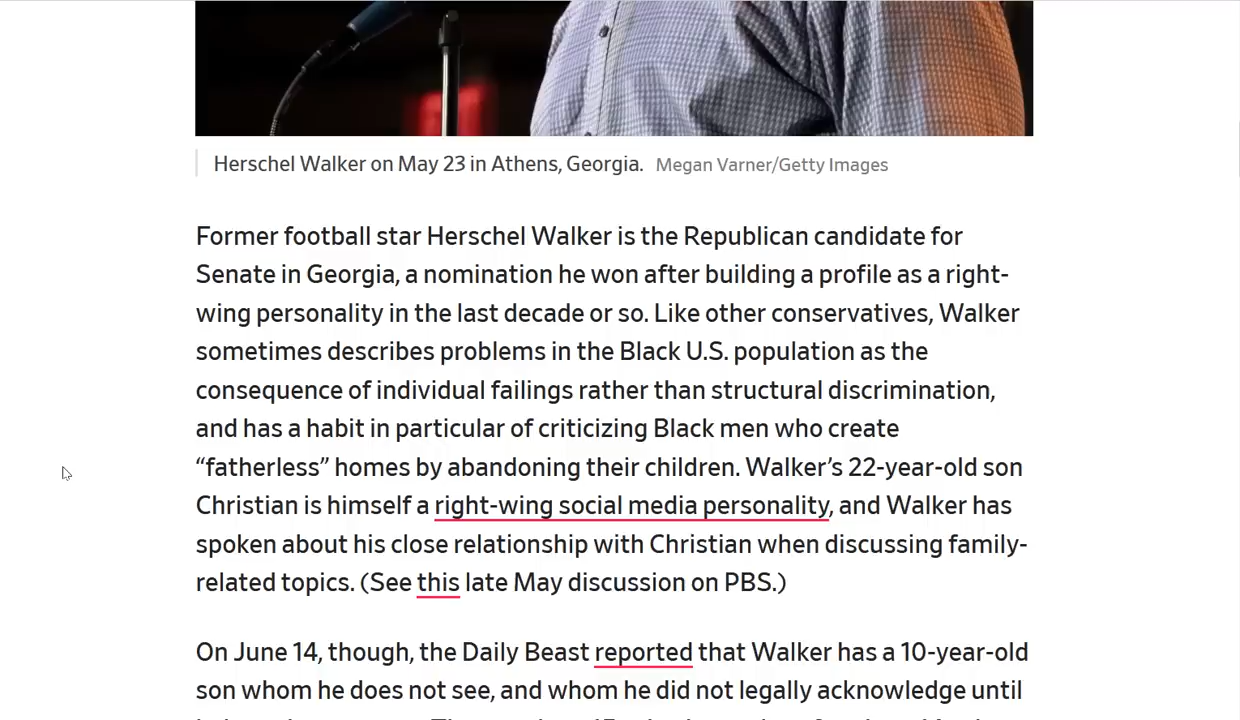 Herschel Walker on May 23 in Athens, Georgia. Megan Varner/Getty Images
Former football star Herschel Walker is the Republican candidate for
Senate in Georgia, a nomination he won after building a profile as a right-
wing personality in the last decade or so. Like other conservatives, Walker
sometimes describes problems in the Black U.S. population as the
consequence of individual failings rather than structural discrimination,
and has a habit in particular of criticizing Black men who create
“fatherless” homes by abandoning their children. Walker’s 22-year-old son
Christian is himself a right-wing social media personality, and Walker has
spoken about his close relationship with Christian when discussing family-
related topics. (See this late May discussion on PBS.)
On June 14, though, the Daily Beast reported that Walker has a 10-year-old
son whom he does not see, and whom he did not legally acknowledge until